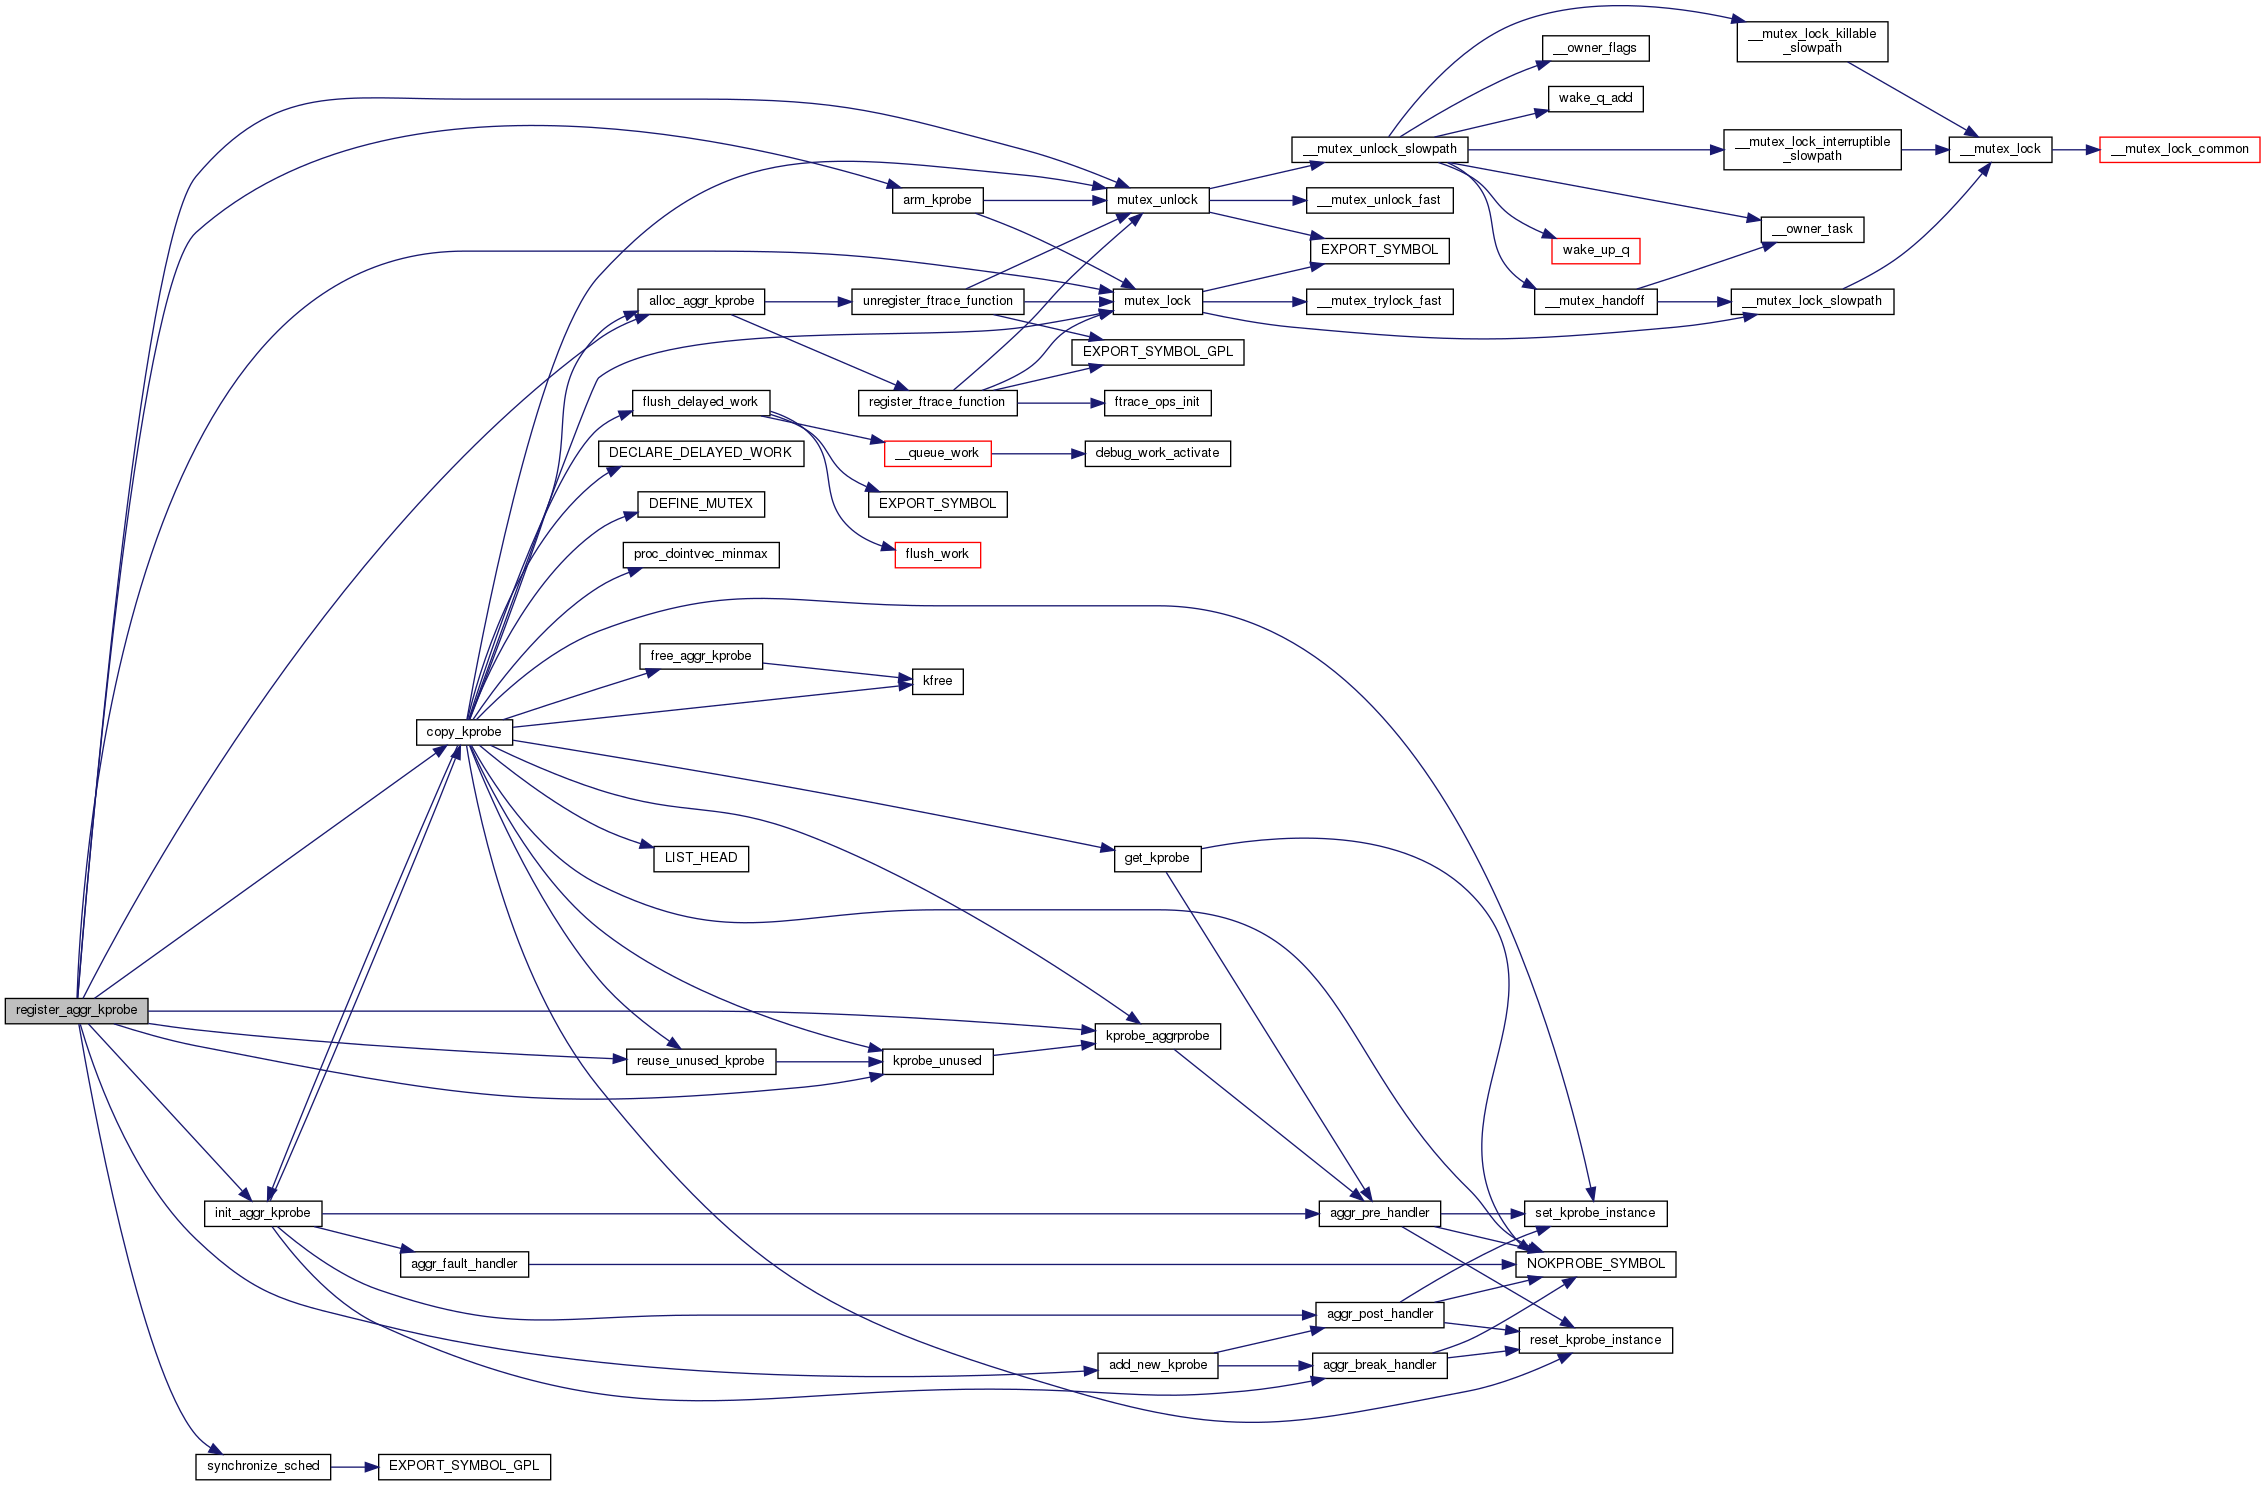 __mutex_lock_killable
_slowpath
__owner_flags
wake_q_add
__mutex_unlock_slowpath
__mutex_lock_interruptible
_slowpath
__mutex_lock
__mutex_lock_common
arm_kprobe
mutex_unlock
__mutex_unlock_fast
__owner_task
EXPORT_SYMBOL
wake_up_q
alloc_aggr_kprobe
unregister_ftrace_function
mutex_lock
__mutex_trylock_fast
__mutex_handoff
__mutex_lock_slowpath
EXPORT_SYMBOL_GPL
flush_delayed_work
register_ftrace_function
ftrace_ops_init
DECLARE_DELAYED_WORK
__queue_work
debug_work_activate
DEFINE_MUTEX
EXPORT_SYMBOL
proc_dointvec_minmax
flush_work
free_aggr_kprobe
kfree
copy_kprobe
LIST_HEAD
get_kprobe
register_aggr_kprobe
kprobe_aggrprobe
reuse_unused_kprobe
kprobe_unused
init_aggr_kprobe
aggr_pre_handler
set_kprobe_instance
aggr_fault_handler
NOKPROBE_SYMBOL
aggr_post_handler
reset_kprobe_instance
add_new_kprobe
aggr_break_handler
synchronize_sched
EXPORT_SYMBOL_GPL